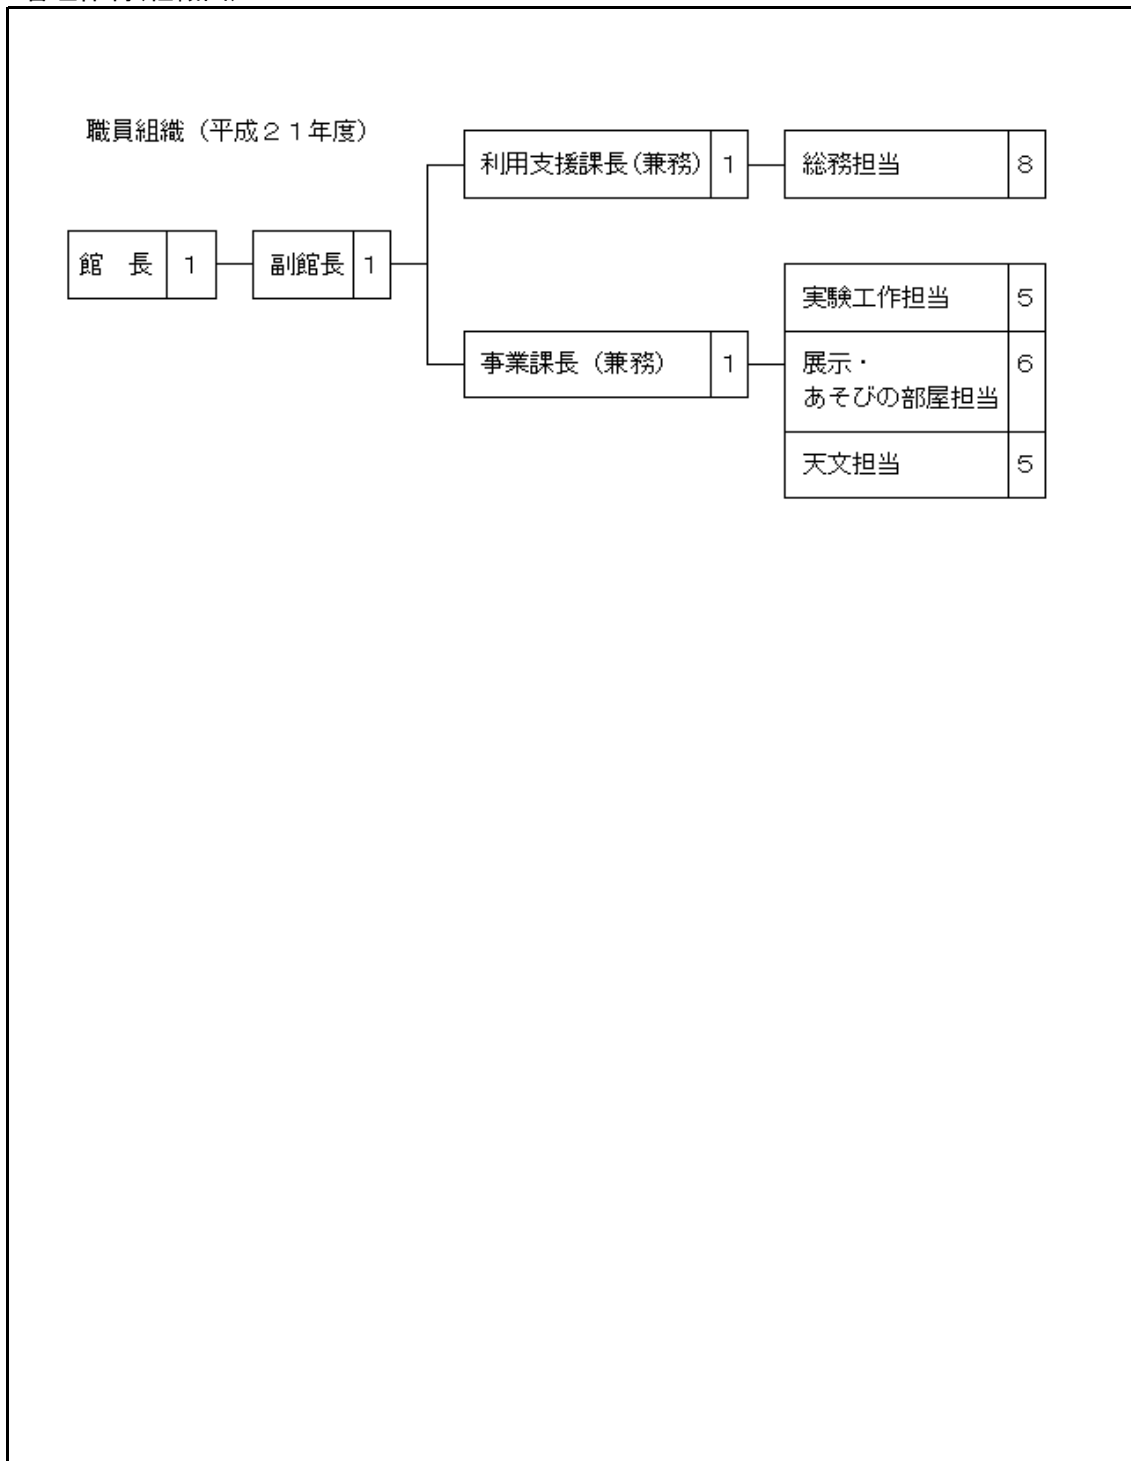 職員組織（平成２１年度）
利用支援課長(兼務) 1
総務担当 8
館　長 1
副館長 1
事業課長（兼務） 1
実験工作担当 5
展示・ 6
あそびの部屋担当
天文担当 5